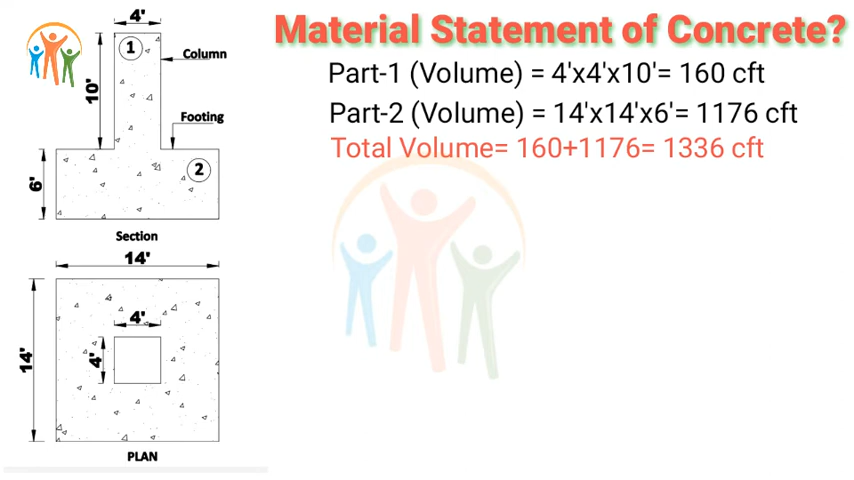 Material Statement of Concrete?
Part-1 (Volume) = 4'x4'x10'= 160 cft
Part-2 (Volume) = 14'x14'x6'= 1176 cft
Total Volume= 160+1176= 1336 cft
4'
1
Column
10'
Footing
2
6'
Section
14'
4'
4'
14'
PLAN